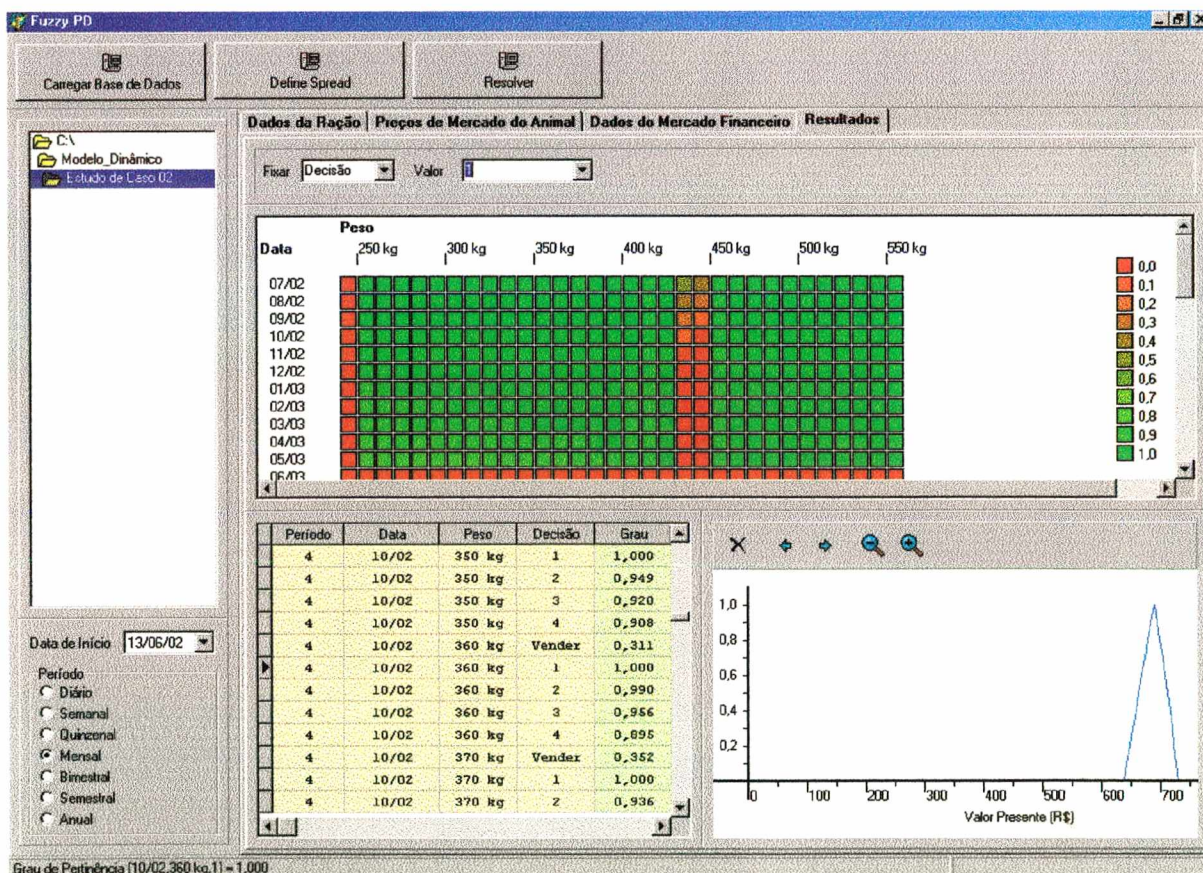 Fuzzy PD
Carregar Base de Dados
Define Spread
Resolver
Dados da Ração
Preços de Mercado do Animal
Dados do Mercado Financeiro
Resultados
C:\
Modelo_Dinâmico
Estudo de Caso 02
Fixar Decisão Valor 1
Peso
Data 250 kg 300 kg 350 kg 400 kg 450 kg 500 kg 550 kg
07/02
08/02
09/02
10/02
11/02
12/02
01/03
02/03
03/03
04/03
05/03
06/03
0,0
0,1
0,2
0,3
0,4
0,5
0,6
0,7
0,8
0,9
1,0
Período Data Peso Decisão Grau
4 10/02 350 kg 1 1,000
4 10/02 350 kg 2 0,949
4 10/02 350 kg 3 0,920
4 10/02 350 kg 4 0,908
4 10/02 360 kg Vender 0,311
4 10/02 360 kg 1 1,000
4 10/02 360 kg 2 0,990
4 10/02 360 kg 3 0,956
4 10/02 360 kg 4 0,895
4 10/02 370 kg Vender 0,352
4 10/02 370 kg 1 1,000
4 10/02 370 kg 2 0,936
1,0
0,8
0,6
0,4
0,2
0 100 200 300 400 500 600 700
Valor Presente (R$)
Data de Início 13/06/02
Período
Diário
Semanal
Quinzenal
Mensal
Bimestral
Semestral
Anual
Grau de Pertinência [10/02,360 kg,1] = 1,000